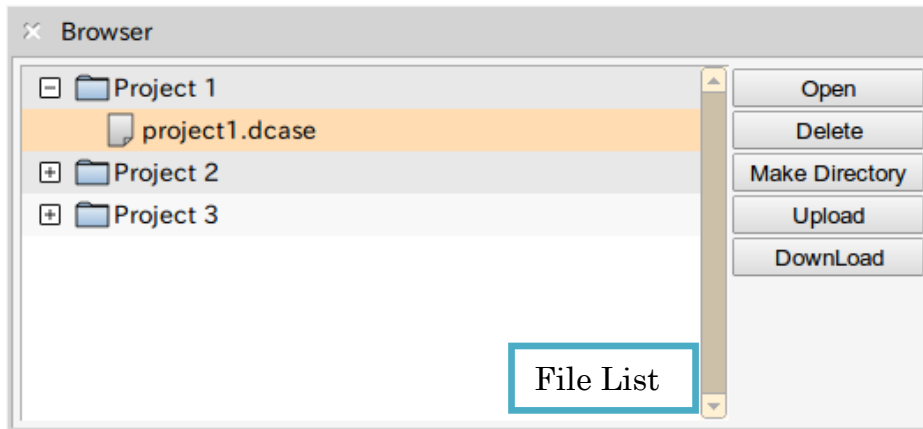 Browser
Project 1
project1.dcase
Project 2
Project 3
Open
Delete
Make Directory
Upload
DownLoad
File List